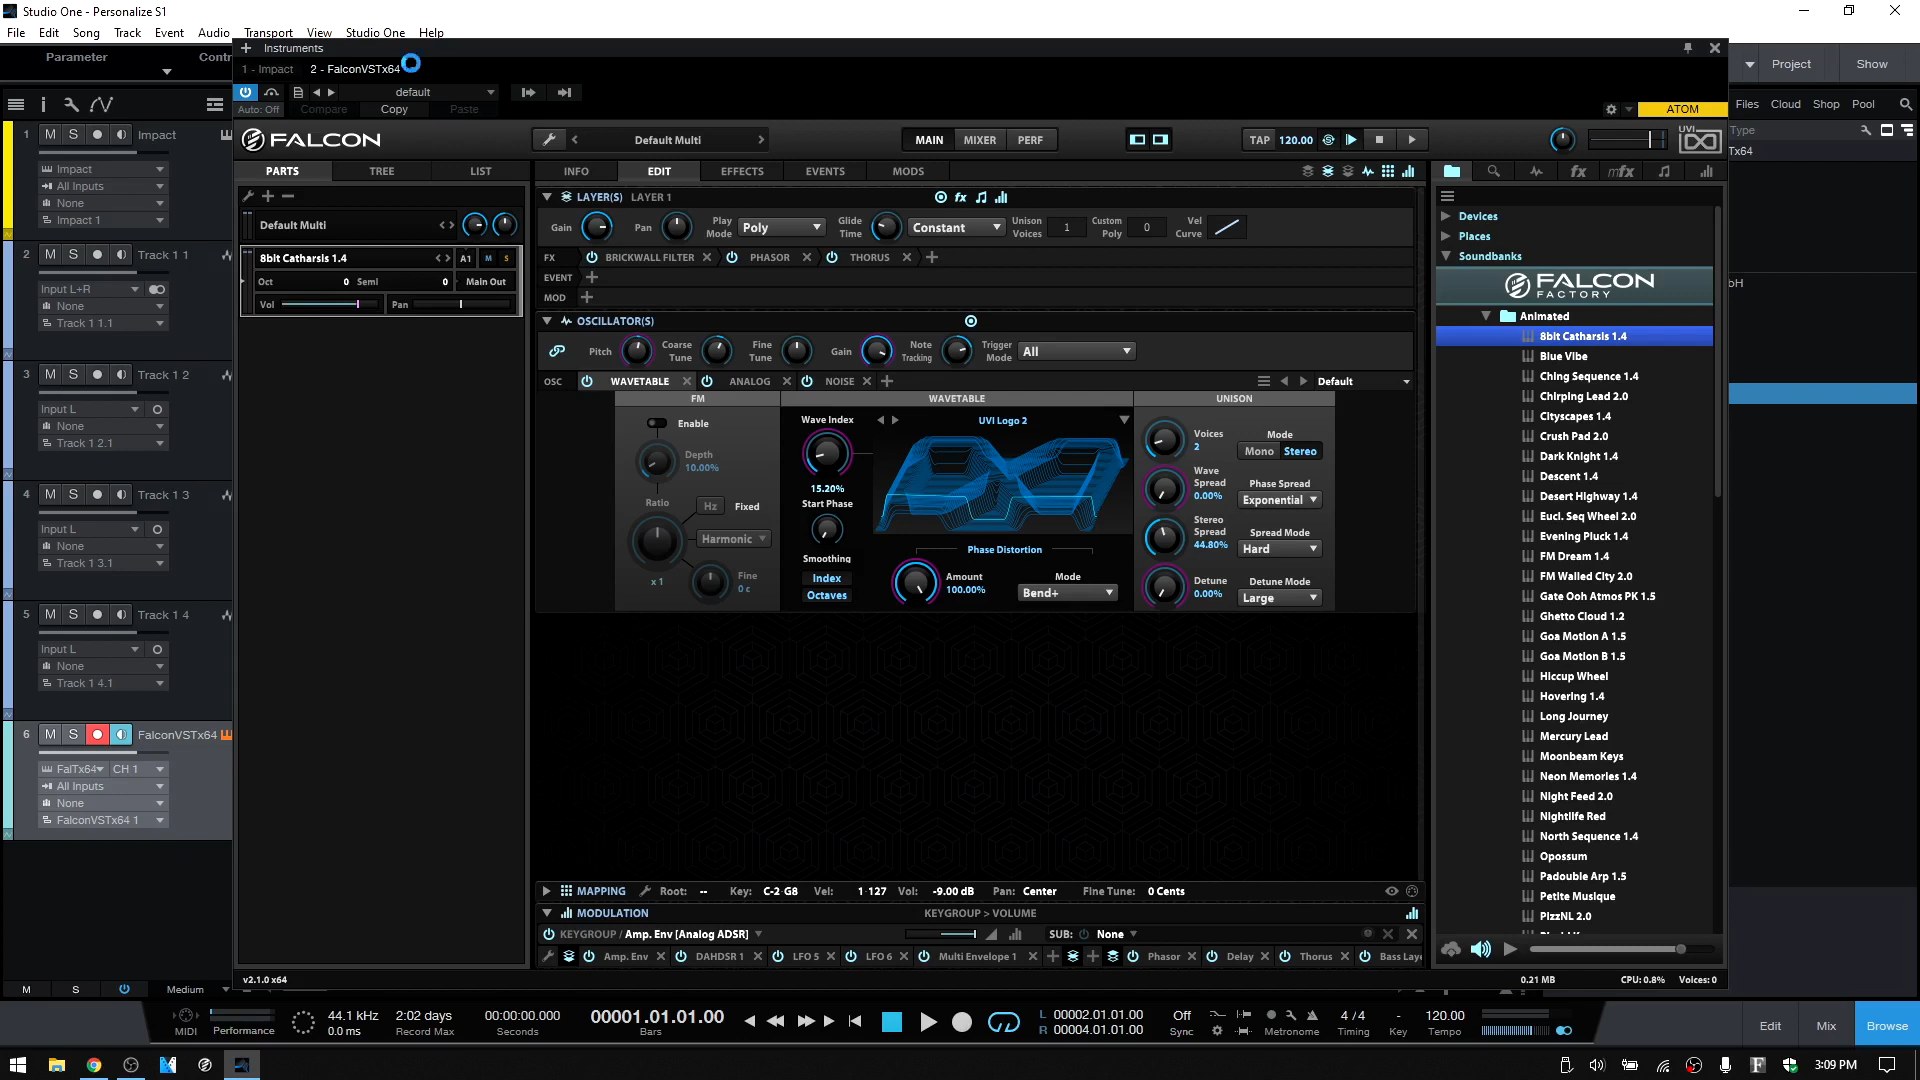 Studio One - Personalize S1
File Edit Song Track Event Audio Transport View Studio One Help
Parameter
Contr
Instruments
1 - Impact 2 - FalconVSTx64
default
Auto: Off Compare Copy Paste
ATOM
Project Show
Files Cloud Shop Pool
Type
Tx64
FALCON
Default Multi
MAIN MIXER PERF
TAP 120.00
UVI
PARTS TREE LIST
INFO EDIT EFFECTS EVENTS MODS
Default Multi
8bit Catharsis 1.4 A1 M S
Oct 0 Semi 0 Main Out
Vol Pan
LAYER(S) LAYER 1
Gain Pan Play Mode Poly Glide Time Constant Unison Voices 1 Custom Poly 0 Vel Curve
FX BRICKWALL FILTER PHASOR THORUS
EVENT
MOD
OSCILLATOR(S)
Pitch Coarse Tune Fine Tune Gain Note Tracking Trigger Mode All
OSC WAVETABLE ANALOG NOISE Default
FM
Enable
Depth
10.00%
Ratio Hz Fixed
Harmonic
x 1
Fine
0 c
WAVETABLE
Wave Index
UVI Logo 2
15.20%
Start Phase
Smoothing
Index
Octaves
Phase Distortion
Amount
100.00%
Mode
Bend+
UNISON
Voices
2
Mode
Mono Stereo
Wave Spread
0.00%
Phase Spread
Exponential
Stereo Spread
44.80%
Spread Mode
Hard
Detune
0.00%
Detune Mode
Large
MAPPING Root: -- Key: C-2 G8 Vel: 1 127 Vol: -9.00 dB Pan: Center Fine Tune: 0 Cents
MODULATION KEYGROUP > VOLUME
KEYGROUP / Amp. Env [Analog ADSR] SUB: None
Amp. Env DAHDSR 1 LFO 5 LFO 6 Multi Envelope 1 Phasor Delay Thorus Bass Laye
v2.1.0 x64
0.21 MB CPU: 0.8% Voices: 0
fx mfx
Devices
Places
Soundbanks
FALCON
FACTORY
Animated
8bit Catharsis 1.4
Blue Vibe
Ching Sequence 1.4
Chirping Lead 2.0
Cityscapes 1.4
Crush Pad 2.0
Dark Knight 1.4
Descent 1.4
Desert Highway 1.4
Eucl. Seq Wheel 2.0
Evening Pluck 1.4
FM Dream 1.4
FM Walled City 2.0
Gate Ooh Atmos PK 1.5
Ghetto Cloud 1.2
Goa Motion A 1.5
Goa Motion B 1.5
Hiccup Wheel
Hovering 1.4
Long Journey
Mercury Lead
Moonbeam Keys
Neon Memories 1.4
Night Feed 2.0
Nightlife Red
North Sequence 1.4
Opossum
Padouble Arp 1.5
Petite Musique
PizzNL 2.0
1 M S Impact
Impact
All Inputs
None
Impact 1
2 M S Track 1 1
Input L+R
None
Track 1 1.1
3 M S Track 1 2
Input L
None
Track 1 2.1
4 M S Track 1 3
Input L
None
Track 1 3.1
5 M S Track 1 4
Input L
None
Track 1 4.1
6 M S FalconVSTx64
FalTx64 CH 1
All Inputs
None
FalconVSTx64 1
M S Medium
MIDI Performance
44.1 kHz
0.0 ms
2:02 days
Record Max
00:00:00.000
Seconds
00001.01.01.00
Bars
L 00002.01.01.00
R 00004.01.01.00
Off
Sync
Metronome
4 / 4
Timing
-
Key
120.00
Tempo
Edit Mix Browse
3:09 PM